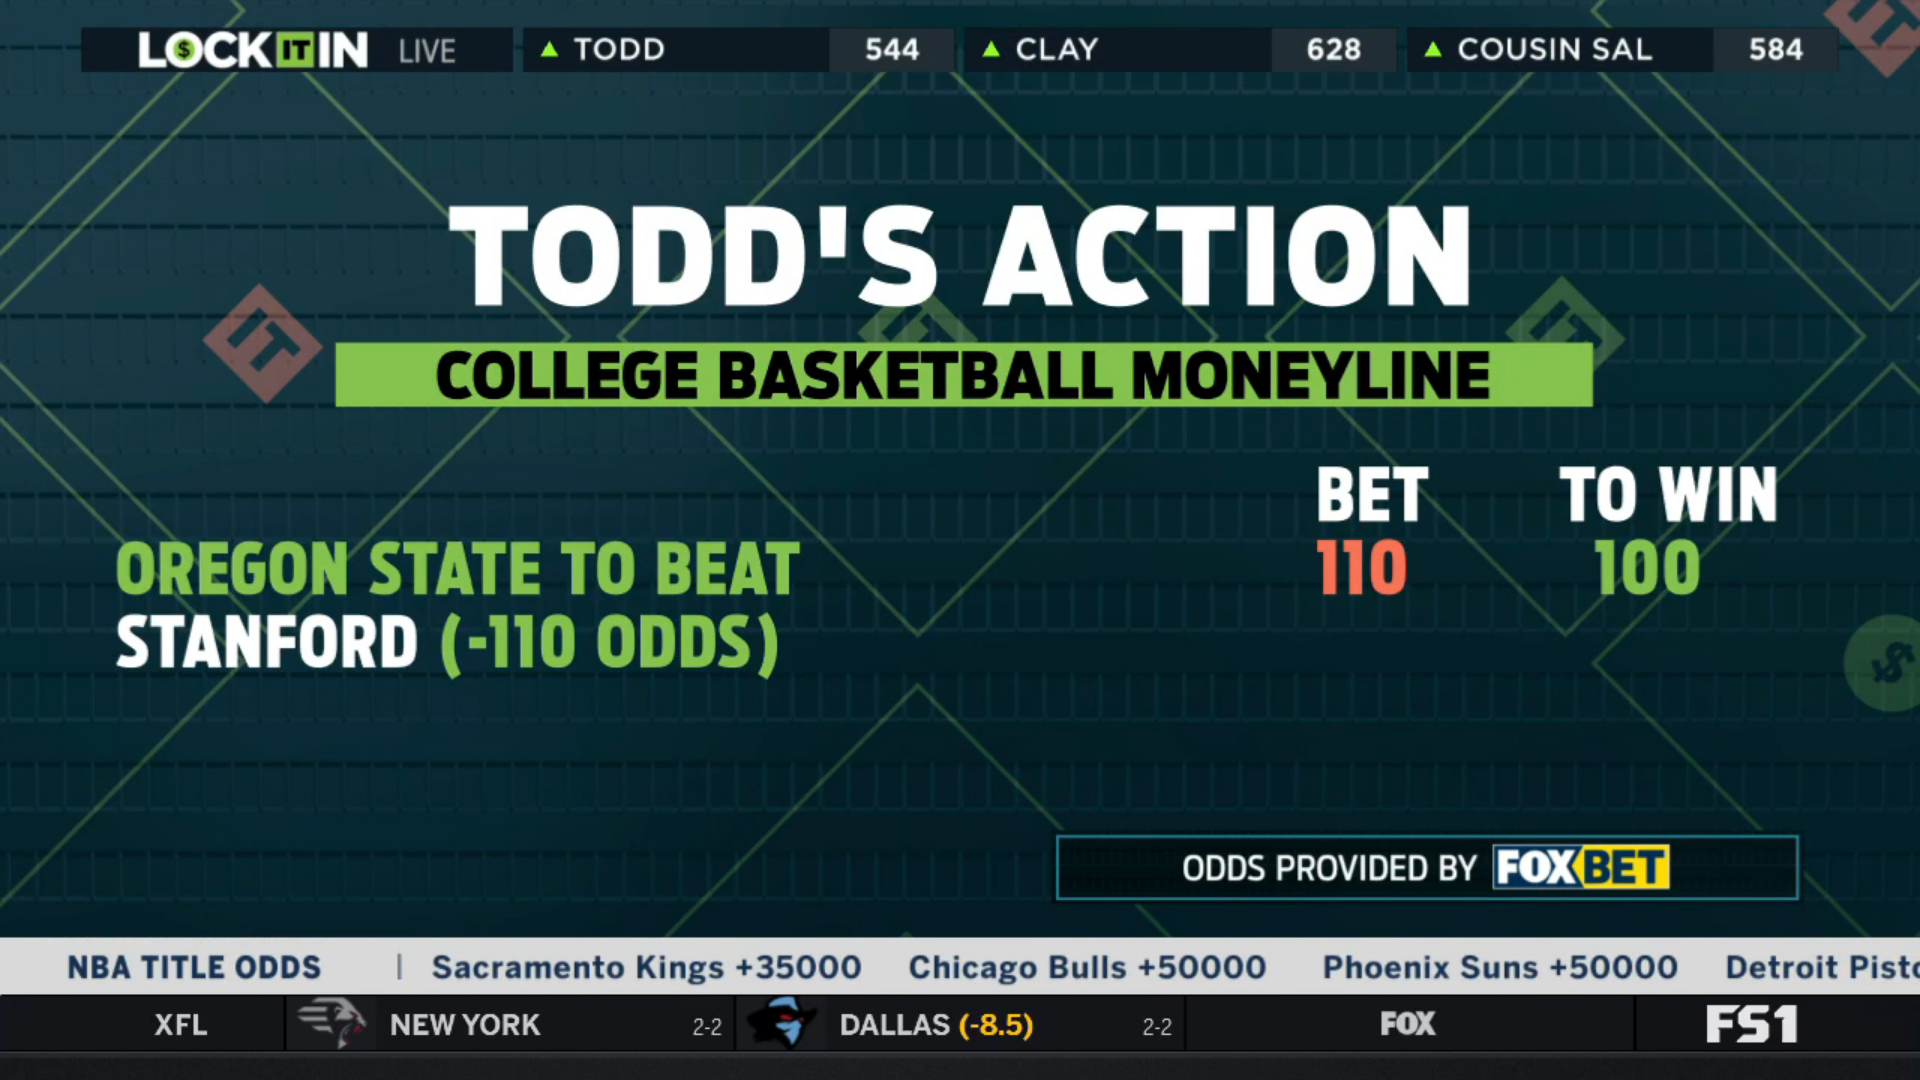 LOCK IT IN LIVE TODD 544 CLAY 628 COUSIN SAL 584
TODD'S ACTION
COLLEGE BASKETBALL MONEYLINE
BET TO WIN
OREGON STATE TO BEAT 110 100
STANFORD (-110 ODDS)
ODDS PROVIDED BY FOX BET
NBA TITLE ODDS | Sacramento Kings +35000 Chicago Bulls +50000 Phoenix Suns +50000 Detroit Pisto
XFL NEW YORK 2-2 DALLAS (-8.5) 2-2 FOX FS1